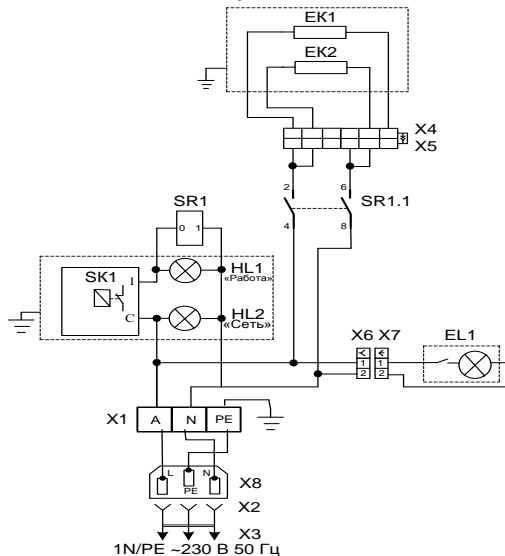 EK1
EK2
X4
X5
2 6
SR1.1
4 8
SR1
0 1
SK1 1
HL1
«Работа»
C
HL2
«Сеть»
X6 X7 EL1
1 1
2 2
X1 A N PE
L N
PE
X8
X2
X3
1N/PE ~230 В 50 Гц